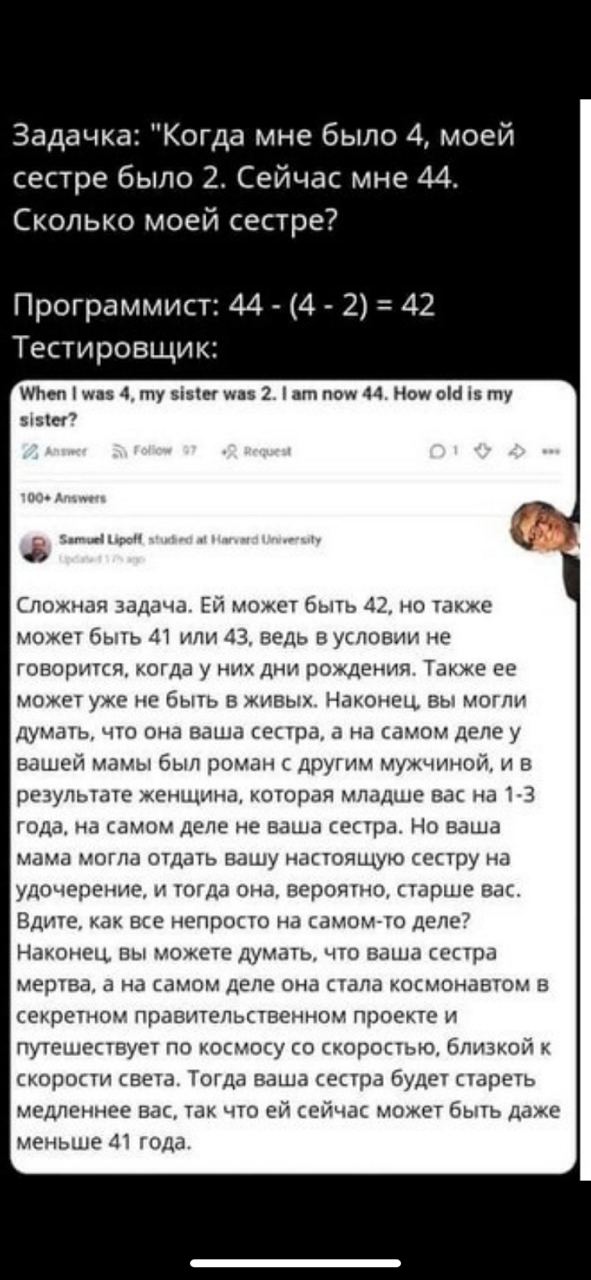 Задачка: "Когда мне было 4, моей
сестре было 2. Сейчас мне 44.
Сколько моей сестре?
Программист: 44 - (4 - 2) = 42
Тестировщик:
When I was 4, my sister was 2. I am now 44. How old is my
sister?
Answer Follow 97 Request 1
100+ Answers
Samuel Lipoff, studied at Harvard University
Updated 17h ago
Сложная задача. Ей может быть 42, но также
может быть 41 или 43, ведь в условии не
говорится, когда у них дни рождения. Также ее
может уже не быть в живых. Наконец, вы могли
думать, что она ваша сестра, а на самом деле у
вашей мамы был роман с другим мужчиной, и в
результате женщина, которая младше вас на 1-3
года, на самом деле не ваша сестра. Но ваша
мама могла отдать вашу настоящую сестру на
удочерение, и тогда она, вероятно, старше вас.
Вдите, как все непросто на самом-то деле?
Наконец, вы можете думать, что ваша сестра
мертва, а на самом деле она стала космонавтом в
секретном правительственном проекте и
путешествует по космосу со скоростью, близкой к
скорости света. Тогда ваша сестра будет стареть
медленнее вас, так что ей сейчас может быть даже
меньше 41 года.